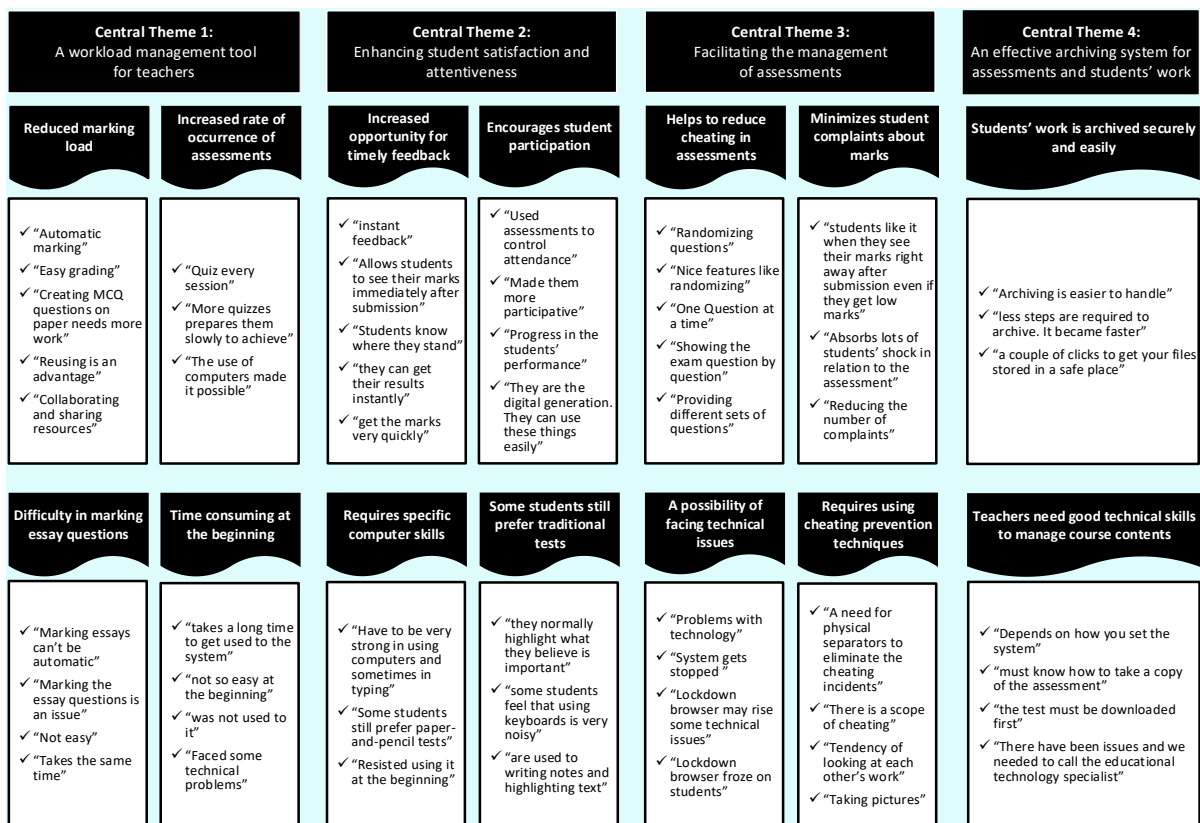 Central Theme 1:
A workload management tool
for teachers
Central Theme 2:
Enhancing student satisfaction and
attentiveness
Central Theme 3:
Facilitating the management
of assessments
Central Theme 4:
An effective archiving system for
assessments and students’ work
Reduced marking
load
Increased rate of
occurrence of
assessments
Increased
opportunity for
timely feedback
Encourages student
participation
Helps to reduce
cheating in
assessments
Minimizes student
complaints about
marks
Students’ work is archived securely
and easily
✓ “Automatic
marking”
✓ “Easy grading”
✓ “Creating MCQ
questions on
paper needs more
work”
✓ “Reusing is an
advantage”
✓ “Collaborating
and sharing
resources”
✓ “Quiz every
session”
✓ “More quizzes
prepares them
slowly to achieve”
✓ “The use of
computers made
it possible”
✓ “instant
feedback”
✓ “Allows students
to see their marks
immediately after
submission”
✓ “Students know
where they stand”
✓ “they can get
their results
instantly”
✓ “get the marks
very quickly”
✓ “Used
assessments to
control
attendance”
✓ “Made them
more
participative”
✓ “Progress in the
students’
performance”
✓ “They are the
digital generation.
They can use
these things
easily”
✓ “Randomizing
questions”
✓ “Nice features like
randomizing”
✓ “One Question at
a time”
✓ “Showing the
exam question by
question”
✓ “Providing
different sets of
questions”
✓ “students like it
when they see
their marks right
away after
submission even if
they get low
marks”
✓ “Absorbs lots of
students’ shock in
relation to the
assessment”
✓ “Reducing the
number of
complaints”
✓ “Archiving is easier to handle”
✓ “less steps are required to
archive. It became faster”
✓ “a couple of clicks to get your files
stored in a safe place”
Difficulty in marking
essay questions
Time consuming at
the beginning
Requires specific
computer skills
Some students still
prefer traditional
tests
A possibility of
facing technical
issues
Requires using
cheating prevention
techniques
Teachers need good technical skills
to manage course contents
✓ “Marking essays
can’t be
automatic”
✓ “Marking the
essay questions is
an issue”
✓ “Not easy”
✓ “Takes the same
time”
✓ “takes a long time
to get used to the
system”
✓ “not so easy at the
beginning”
✓ “was not used to
it”
✓ “Faced some
technical
problems”
✓ “Have to be very
strong in using
computers and
sometimes in
typing”
✓ “Some students
still prefer paper-
and-pencil tests”
✓ “Resisted using it
at the beginning”
✓ “they normally
highlight what
they believe is
important”
✓ “some students
feel that using
keyboards is very
noisy”
✓ “are used to
writing notes and
highlighting text”
✓ “Problems with
technology”
✓ “System gets
stopped ”
✓ “Lockdown
browser may rise
some technical
issues”
✓ “Lockdown
browser froze on
students”
✓ “A need for
physical
separators to
eliminate the
cheating
incidents”
✓ “There is a scope
of cheating”
✓ “Tendency of
looking at each
other’s work”
✓ “Taking pictures”
✓ “Depends on how you set the
system”
✓ “must know how to take a copy
of the assessment”
✓ “the test must be downloaded
first”
✓ “There have been issues and we
needed to call the educational
technology specialist”